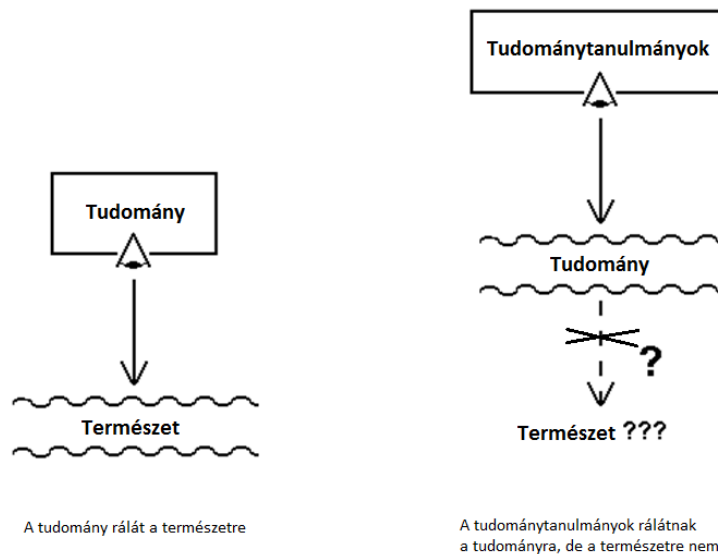 Tudomány
Természet
A tudomány rálát a természetre
Tudománytanulmányok
Tudomány
?
Természet ???
A tudománytanulmányok rálátnak
a tudományra, de a természetre nem